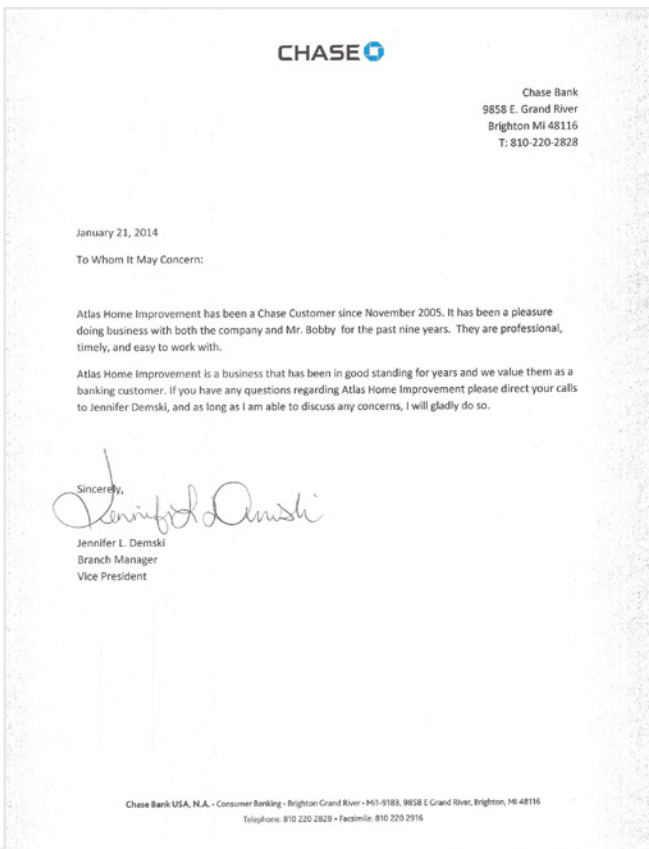 CHASE
Chase Bank
9858 E. Grand River
Brighton Mi 48116
T: 810-220-2828
January 21, 2014
To Whom It May Concern:
Atlas Home Improvement has been a Chase Customer since November 2005. It has been a pleasure
doing business with both the company and Mr. Bobby for the past nine years. They are professional,
timely, and easy to work with.
Atlas Home Improvement is a business that has been in good standing for years and we value them as a
banking customer. If you have any questions regarding Atlas Home Improvement please direct your calls
to Jennifer Demski, and as long as I am able to discuss any concerns, I will gladly do so.
Sincerely,
Jennifer L Demski
Jennifer L. Demski
Branch Manager
Vice President
Chase Bank USA, N.A. • Consumer Banking • Brighton Grand River • MI1-9183, 9858 E Grand River, Brighton, MI 48116
Telephone: 810 220 2828 • Facsimile: 810 220 2916